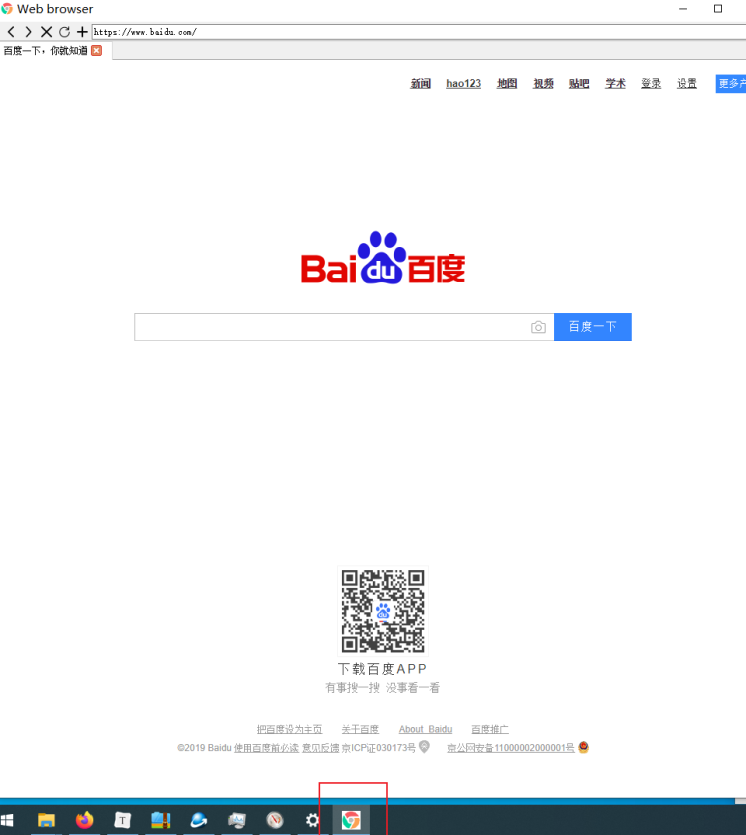 Web browser
https://www.baidu.com/
百度一下，你就知道
新闻 hao123 地图 视频 贴吧 学术 登录 设置 更多产
Bai du 百度
百度一下
du
下载百度APP
有事搜一搜 没事看一看
把百度设为主页 关于百度 About Baidu 百度推广
©2019 Baidu 使用百度前必读 意见反馈 京ICP证030173号 京公网安备11000002000001号
T